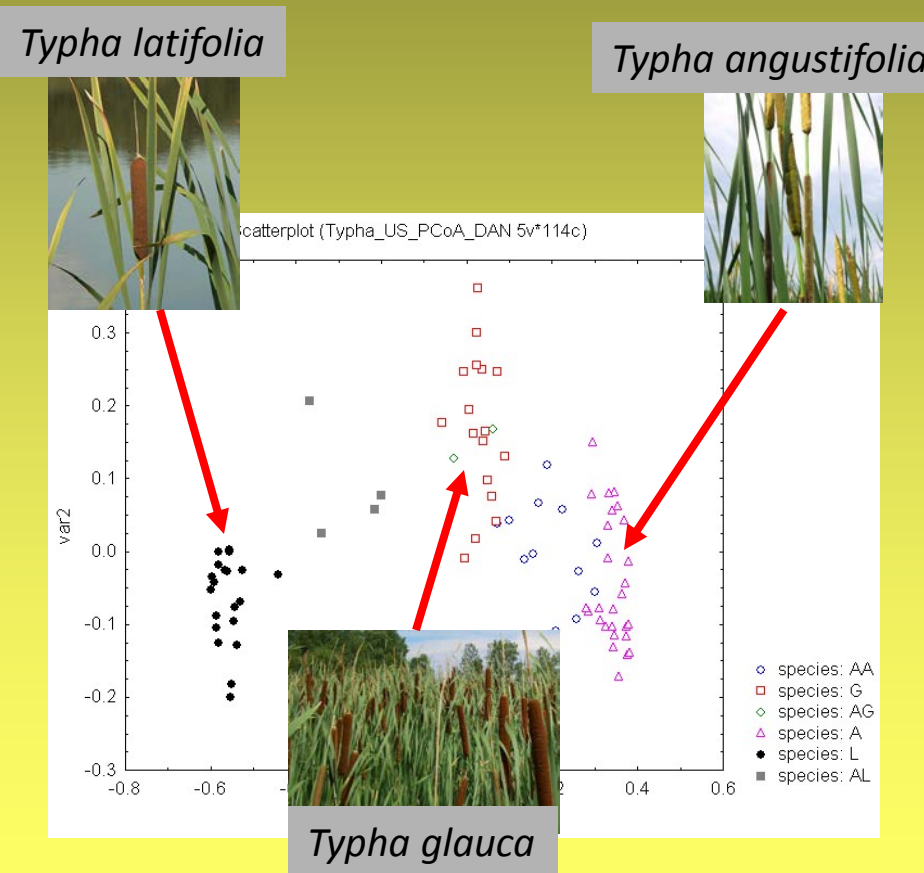 Typha latifolia
Typha angustifolia
catterplot (Typha_US_PCoA_DAN 5v*114c)
0.3
0.2
0.1
0.0
-0.1
-0.2
-0.3
var2
-0.8
-0.6
0.4
0.6
species: AA
species: G
species: AG
species: A
species: L
species: AL
Typha glauca